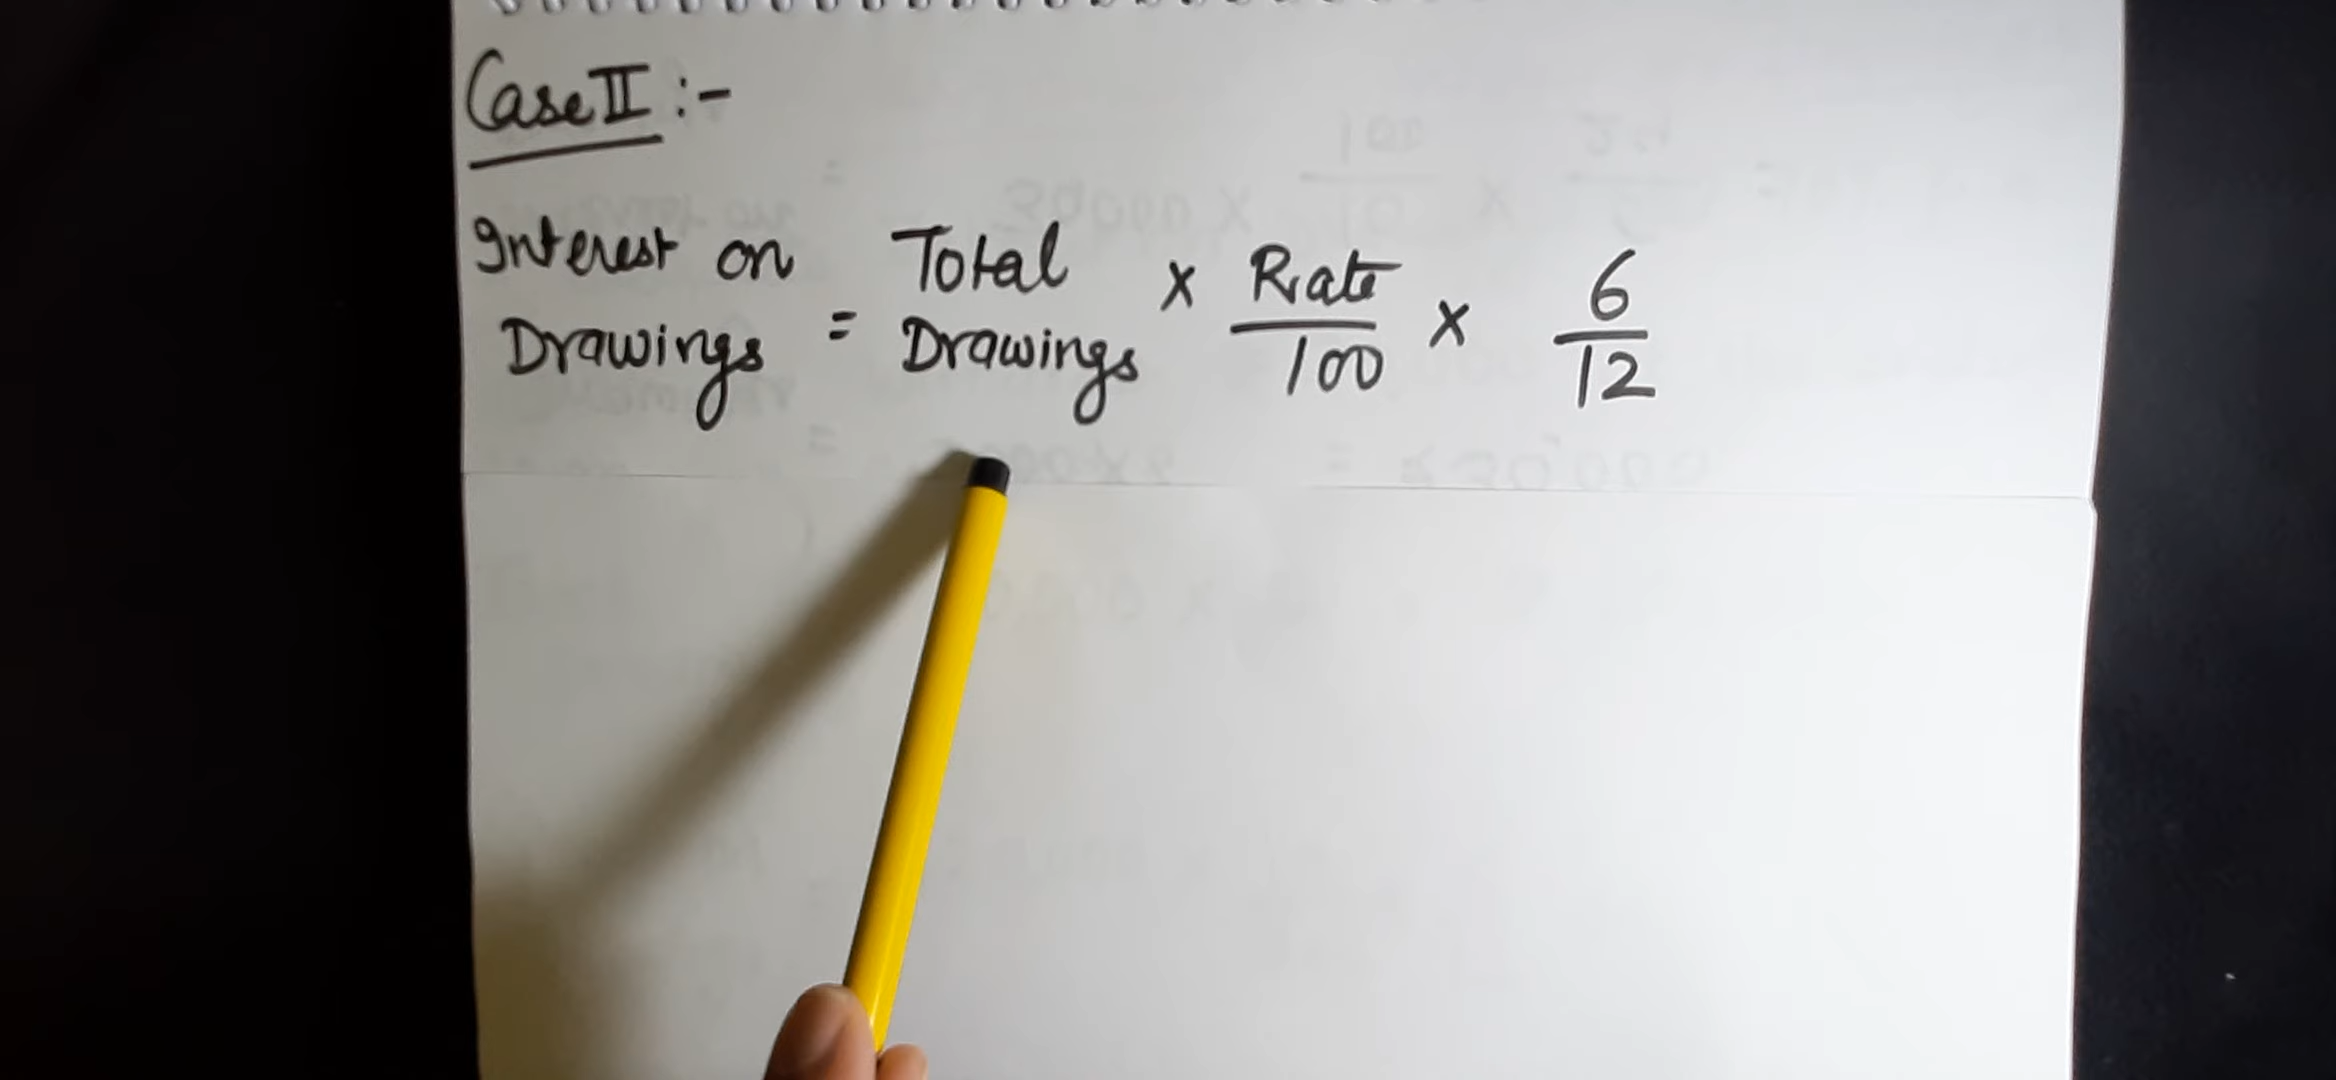 Case II :-
Interest on Drawings = Total Drawings x Rate/100 x 6/12